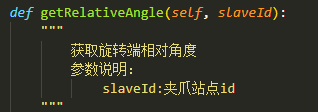 def getRelativeAngle(self, slaveId):
"""
获取旋转端相对角度
参数说明：
slaveId:夹爪站点id
"""